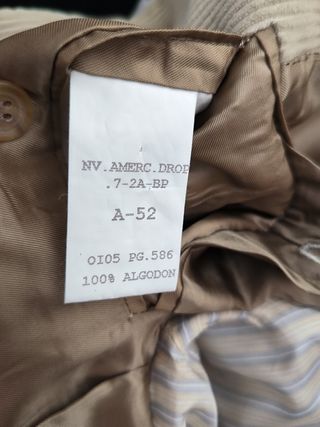 NV.AMERC.DROP
.7-2A-BP
A-52
OI05 PG.586
100% ALGODON